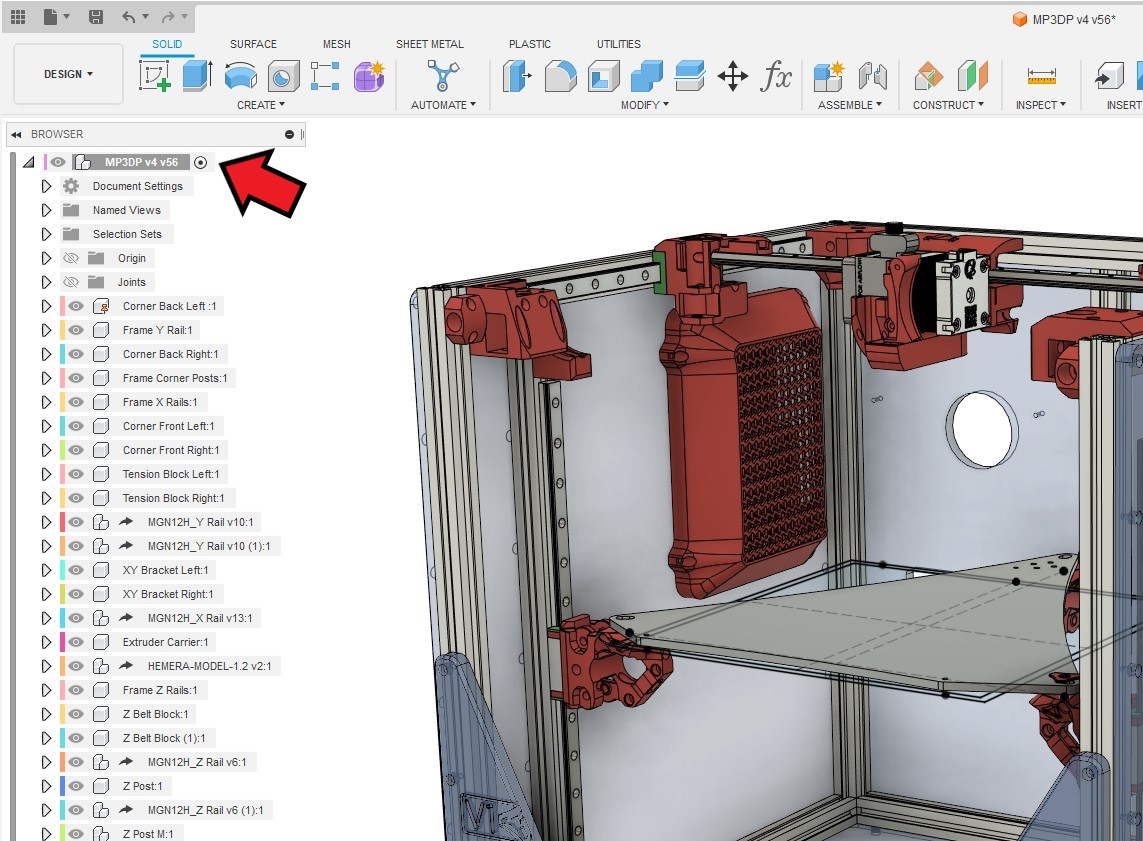 MP3DP v4 v56*
SOLID SURFACE MESH SHEET METAL PLASTIC UTILITIES
DESIGN
fx
CREATE AUTOMATE MODIFY ASSEMBLE CONSTRUCT INSPECT INSERT
BROWSER
MP3DP v4 v56
Document Settings
Named Views
Selection Sets
Origin
Joints
Corner Back Left :1
Frame Y Rail:1
Corner Back Right:1
Frame Corner Posts:1
Frame X Rails:1
Corner Front Left:1
Corner Front Right:1
Tension Block Left:1
Tension Block Right:1
MGN12H_Y Rail v10:1
MGN12H_Y Rail v10 (1):1
XY Bracket Left:1
XY Bracket Right:1
MGN12H_X Rail v13:1
Extruder Carrier:1
HEMERA-MODEL-1.2 v2:1
Frame Z Rails:1
Z Belt Block:1
Z Belt Block (1):1
MGN12H_Z Rail v6:1
Z Post:1
MGN12H_Z Rail v6 (1):1
Z Post M:1